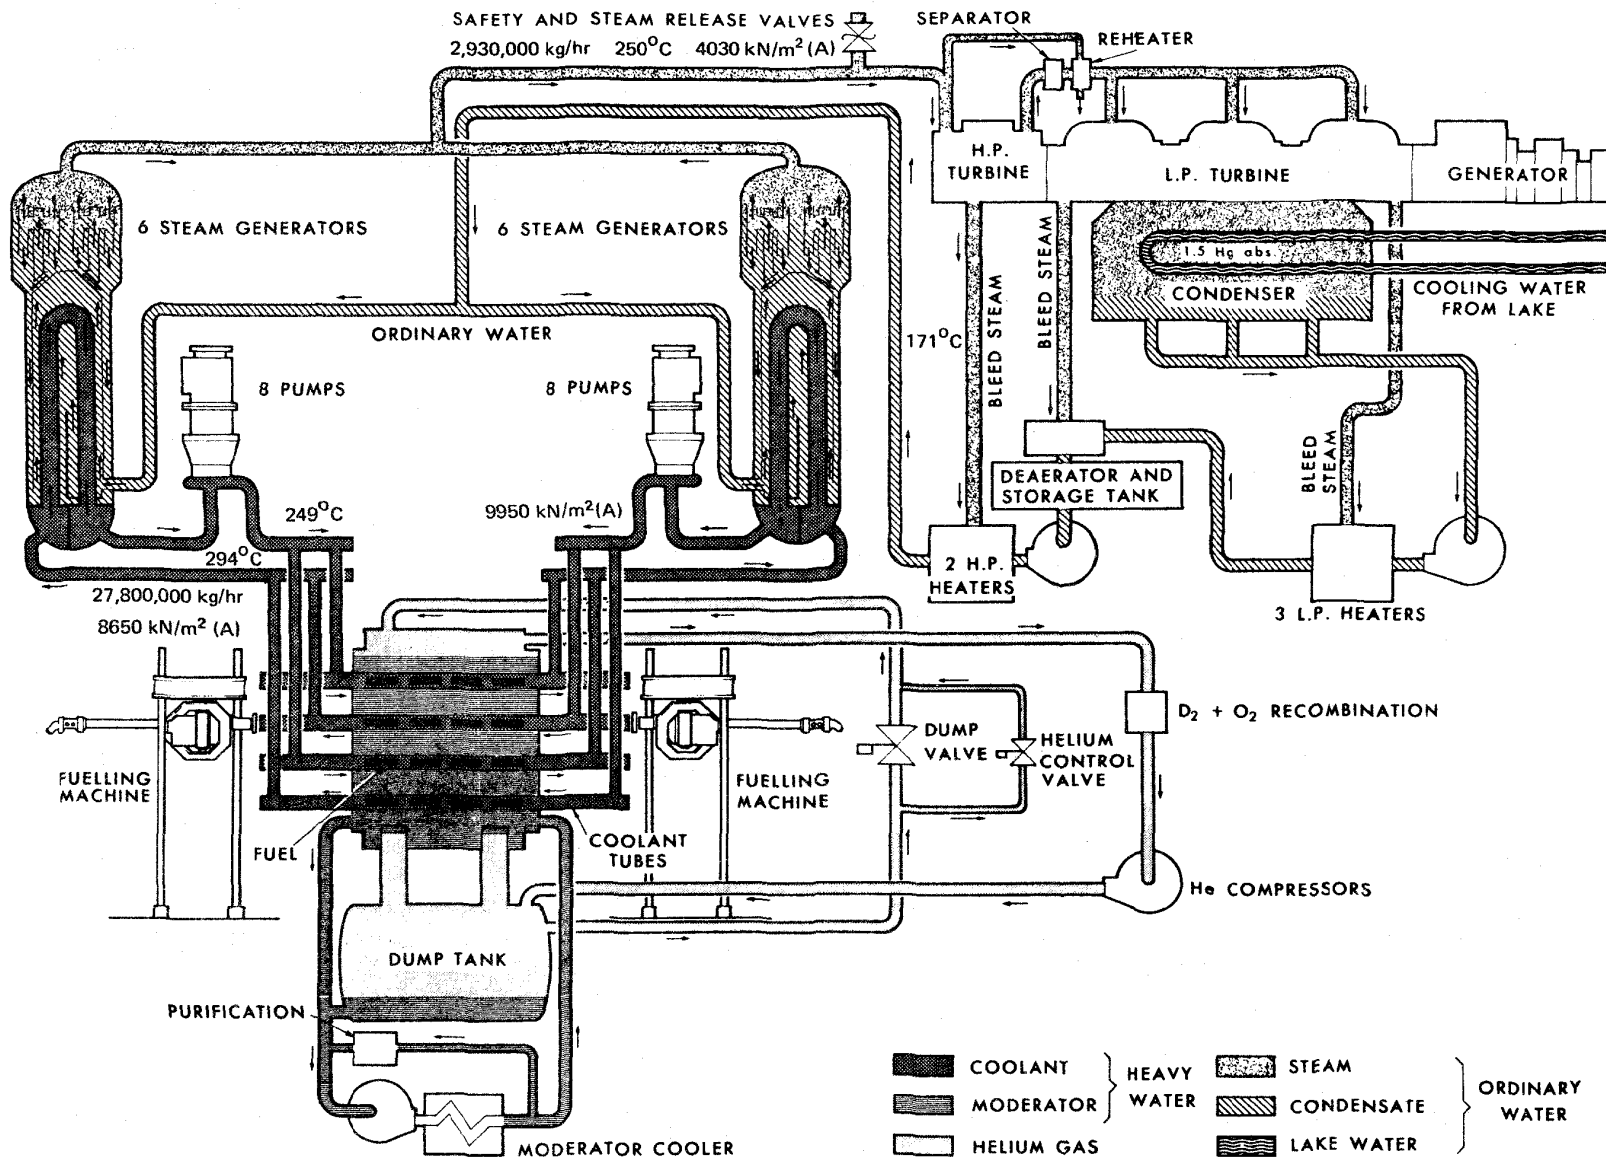 SAFETY AND STEAM RELEASE VALVES
2,930,000 kg/hr 250°C 4030 kN/m² (A)
SEPARATOR
REHEATER
H.P.
TURBINE
L.P. TURBINE
GENERATOR
6 STEAM GENERATORS
6 STEAM GENERATORS
1.5 Hg abs.
CONDENSER
COOLING WATER
FROM LAKE
ORDINARY WATER
171°C
BLEED STEAM
BLEED STEAM
BLEED
STEAM
8 PUMPS
8 PUMPS
DEAERATOR AND
STORAGE TANK
249°C
9950 kN/m² (A)
294°C
27,800,000 kg/hr
8650 kN/m² (A)
2 H.P.
HEATERS
3 L.P. HEATERS
FUELLING
MACHINE
FUELLING
MACHINE
DUMP
VALVE
HELIUM
CONTROL
VALVE
D₂ + O₂ RECOMBINATION
FUEL
COOLANT
TUBES
He COMPRESSORS
DUMP TANK
PURIFICATION
MODERATOR COOLER
COOLANT
MODERATOR
HEAVY
WATER
HELIUM GAS
STEAM
CONDENSATE
LAKE WATER
ORDINARY
WATER